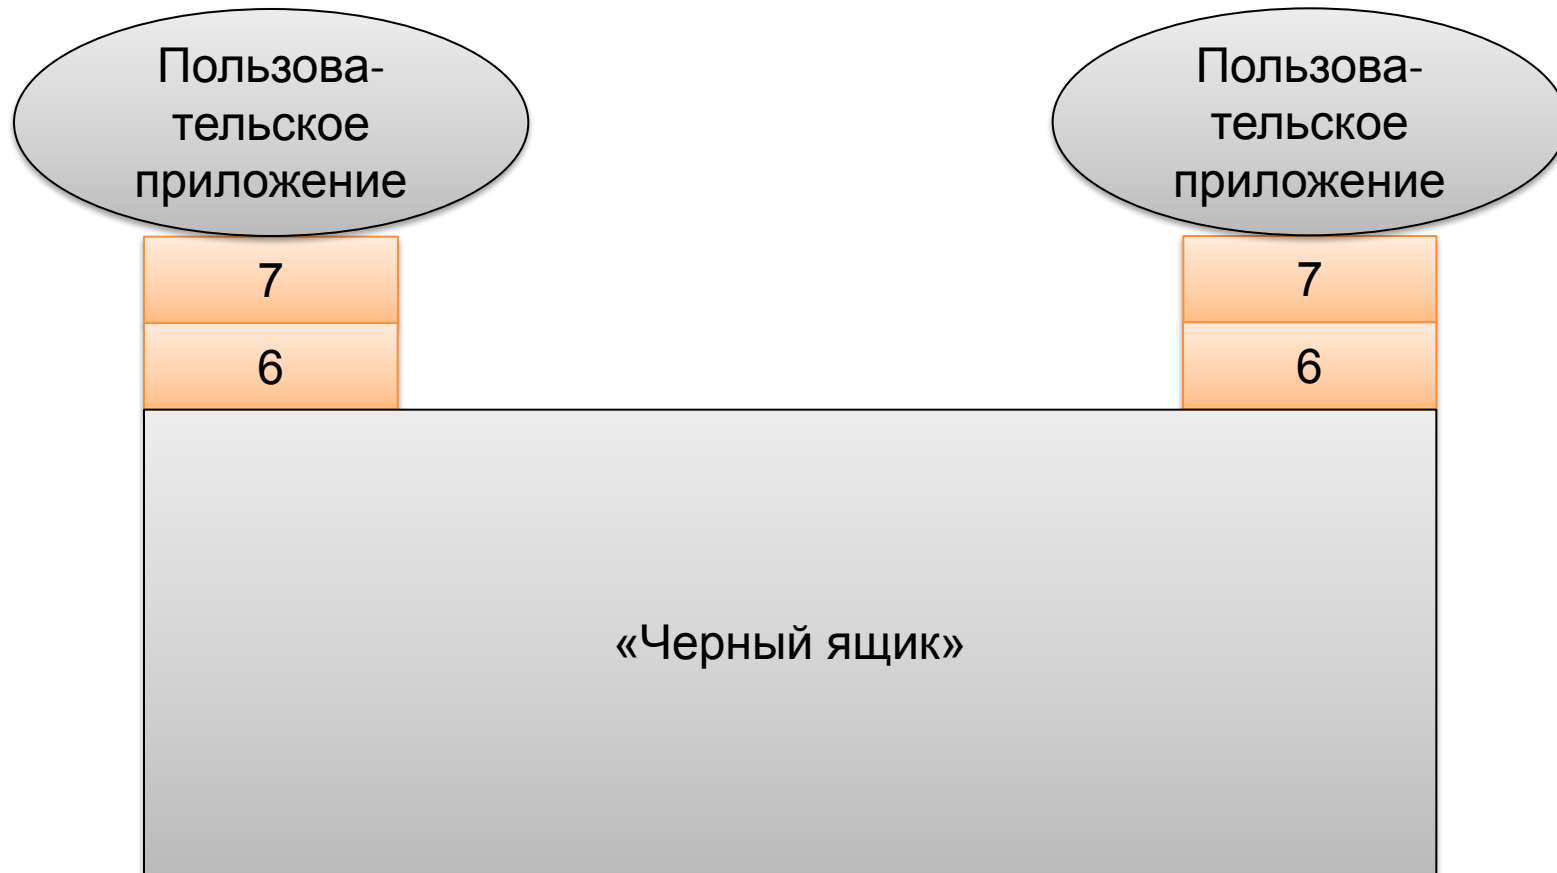 Пользова-
тельское
приложение
7
6
Пользова-
тельское
приложение
7
6
«Черный ящик»